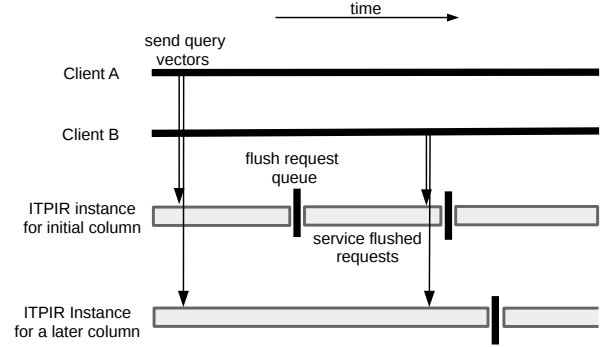 time
send query
vectors
Client A
Client B
flush request
queue
ITPIR instance
for initial column
service flushed
requests
ITPIR Instance
for a later column